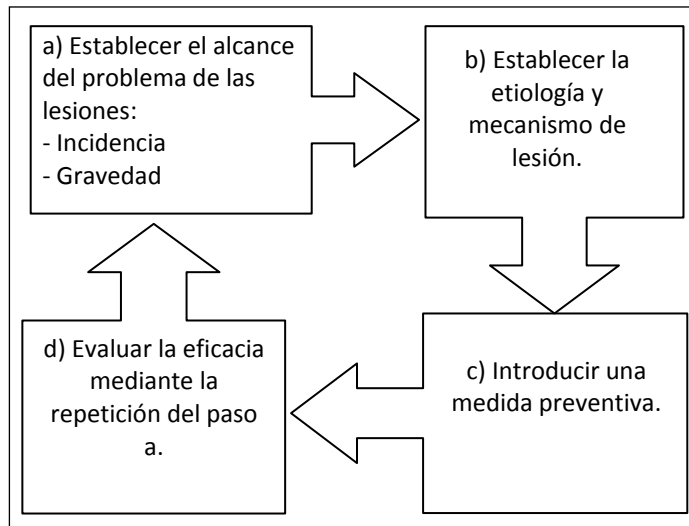 a) Establecer el alcance
del problema de las
lesiones:
- Incidencia
- Gravedad
b) Establecer la
etiología y
mecanismo de
lesión.
c) Introducir una
medida preventiva.
d) Evaluar la eficacia
mediante la
repetición del paso
a.